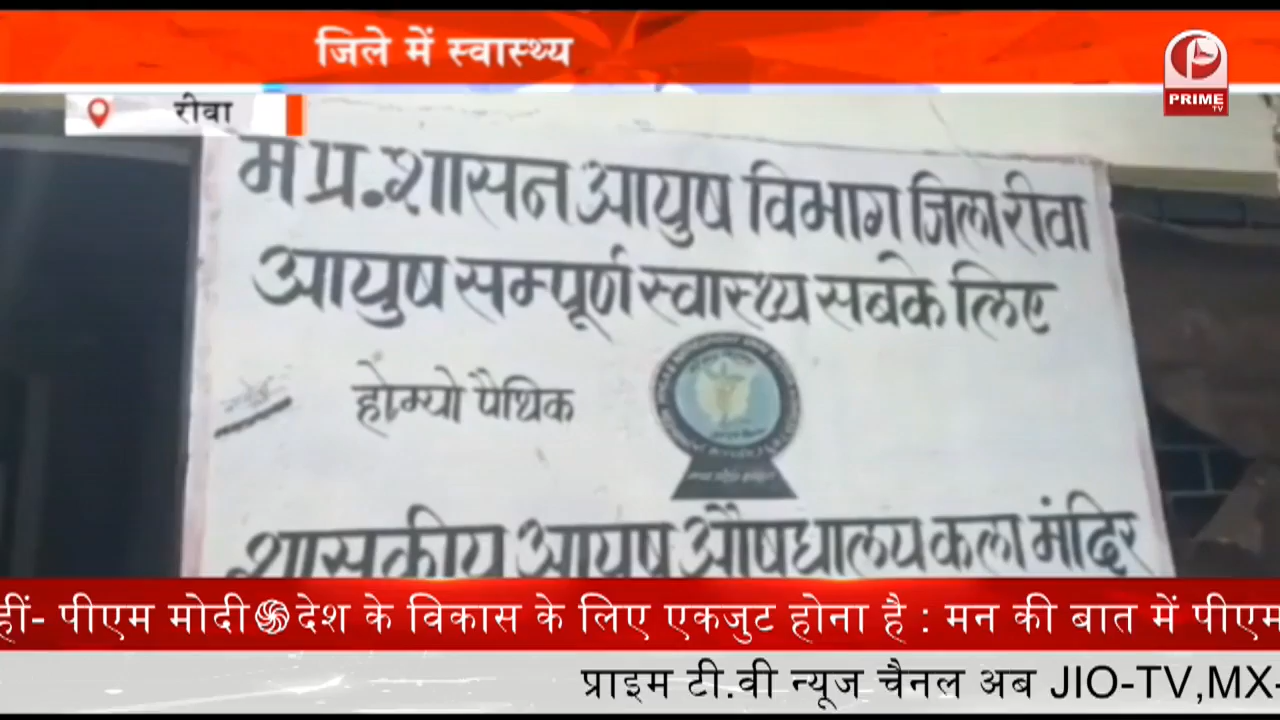 जिले में स्वास्थ्य
PRIME
TV
रीवा
म.प्र.शासन आयुष विभाग जिला रीवा
आयुष सम्पूर्ण स्वास्थ्य सबके लिए
होम्यो पैथिक
शासकीय आयुष औषधालय कला मंदिर
हीं- पीएम मोदी देश के विकास के लिए एकजुट होना है : मन की बात में पीएम
प्राइम टी.वी न्यूज चैनल अब JIO-TV,MX-